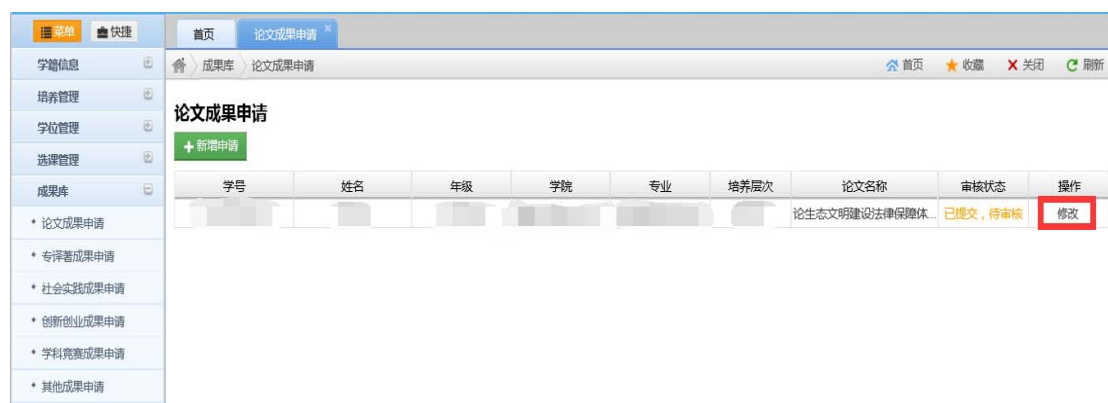 菜单 快捷 首页 论文成果申请
学籍信息 成果库 论文成果申请 首页 收藏 关闭 刷新
培养管理
论文成果申请
学位管理
新增申请
选课管理
成果库 学号 姓名 年级 学院 专业 培养层次 论文名称 审核状态 操作
论文成果申请 论生态文明建设法律保障体... 已提交，待审核 修改
专译著成果申请
社会实践成果申请
创新创业成果申请
学科竞赛成果申请
其他成果申请